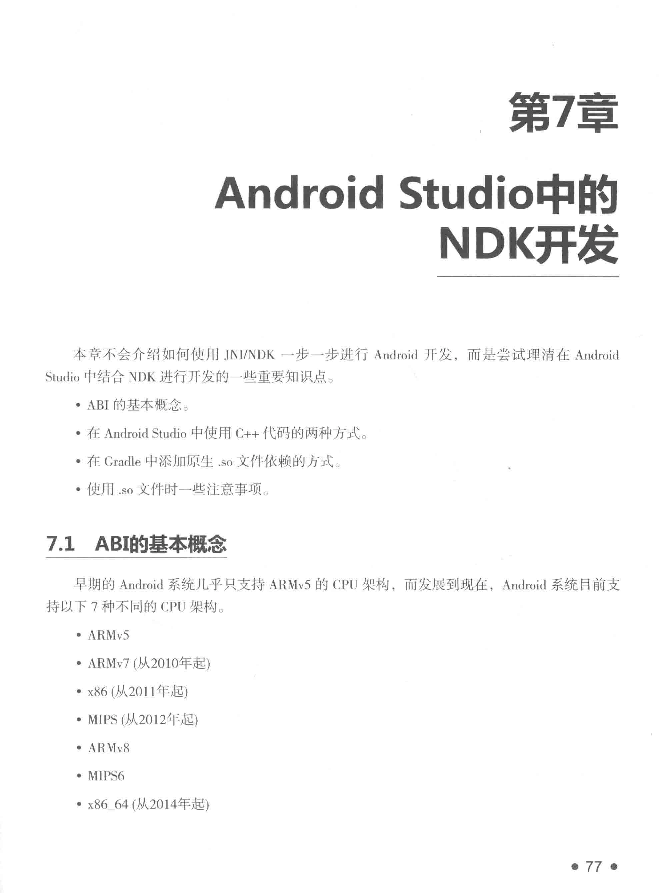 第7章
Android Studio中的
NDK开发
本章不会介绍如何使用 JNI/NDK 一步一步进行 Android 开发，而是尝试理清在 Android
Studio 中结合 NDK 进行开发的一些重要知识点。
• ABI 的基本概念。
• 在 Android Studio 中使用 C++ 代码的两种方式。
• 在 Gradle 中添加原生 .so 文件依赖的方式。
• 使用 .so 文件时一些注意事项。
7.1 ABI的基本概念
早期的 Android 系统几乎只支持 ARMv5 的 CPU 架构，而发展到现在，Android 系统目前支
持以下 7 种不同的 CPU 架构。
• ARMv5
• ARMv7 (从2010年起)
• x86 (从2011年起)
• MIPS (从2012年起)
• ARMv8
• MIPS6
• x86_64 (从2014年起)
• 77 •